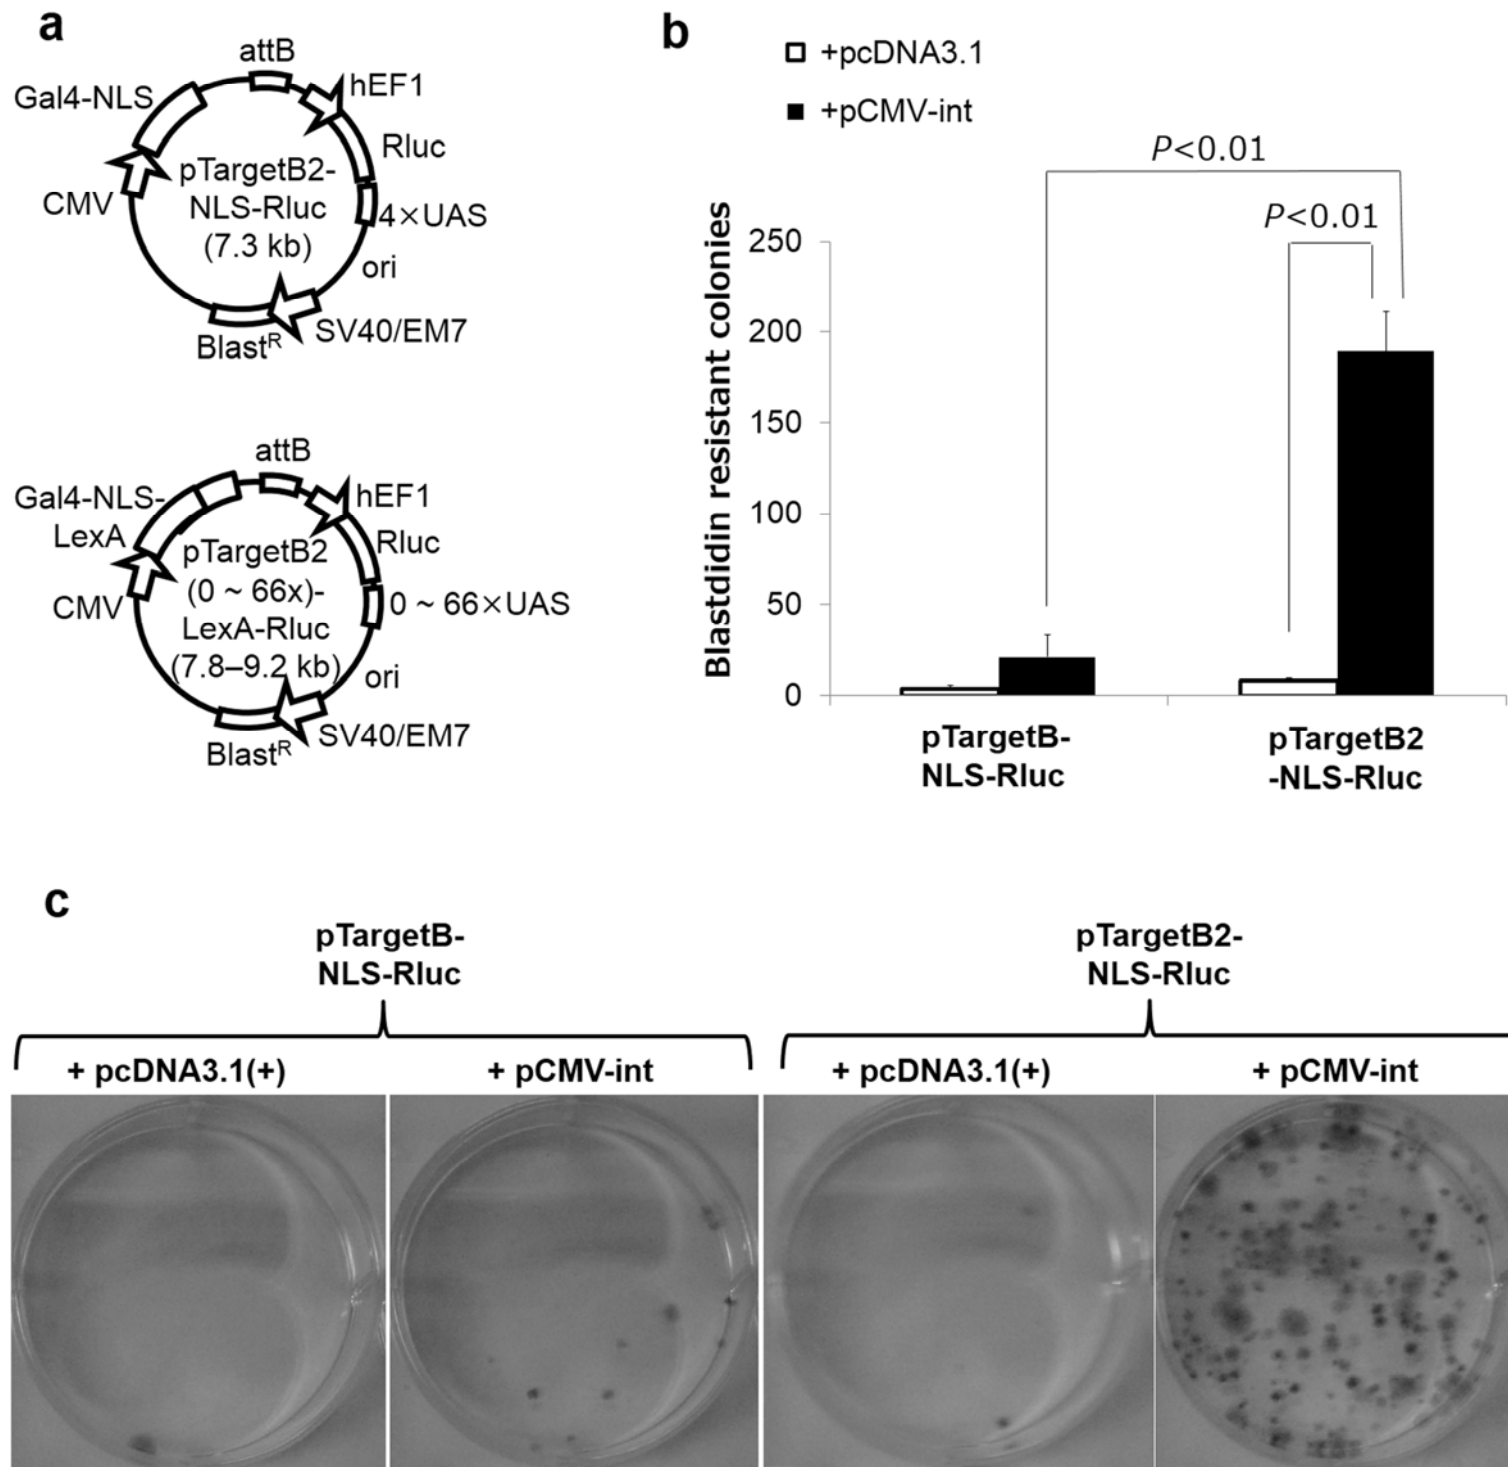 a
attB
hEF1
Gal4-NLS
Rluc
pTargetB2-
NLS-Rluc
(7.3 kb)
CMV
4×UAS
ori
SV40/EM7
Blast^R
attB
hEF1
Gal4-NLS-
LexA
Rluc
pTargetB2
(0 ~ 66x)-
LexA-Rluc
(7.8–9.2 kb)
CMV
0 ~ 66×UAS
ori
SV40/EM7
Blast^R
b
+pcDNA3.1
+pCMV-int
P<0.01
P<0.01
Blastdidin resistant colonies
250
200
150
100
50
0
pTargetB-
NLS-Rluc
pTargetB2
-NLS-Rluc
c
pTargetB-
NLS-Rluc
pTargetB2-
NLS-Rluc
+ pcDNA3.1(+)
+ pCMV-int
+ pcDNA3.1(+)
+ pCMV-int